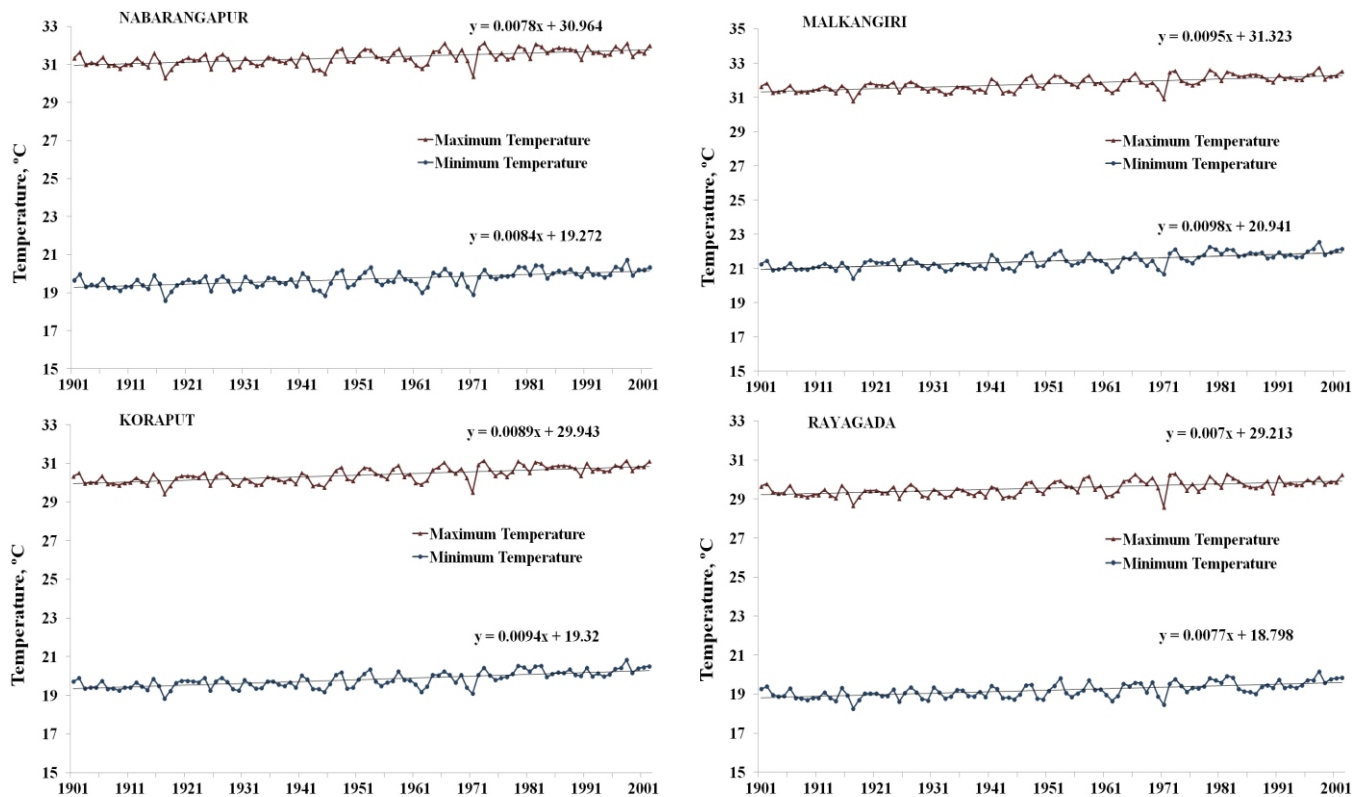 NABARANGAPUR
y = 0.0078x + 30.964
33
31
29
27
25
23
21
19
17
15
Temperature, ºC
Maximum Temperature
Minimum Temperature
y = 0.0084x + 19.272
1901 1911 1921 1931 1941 1951 1961 1971 1981 1991 2001
MALKANGIRI
y = 0.0095x + 31.323
35
33
31
29
27
25
23
21
19
17
15
Temperature, ºC
Maximum Temperature
Minimum Temperature
y = 0.0098x + 20.941
1901 1911 1921 1931 1941 1951 1961 1971 1981 1991 2001
KORAPUT
y = 0.0089x + 29.943
33
31
29
27
25
23
21
19
17
15
Temperature, ºC
Maximum Temperature
Minimum Temperature
y = 0.0094x + 19.32
1901 1911 1921 1931 1941 1951 1961 1971 1981 1991 2001
RAYAGADA
y = 0.007x + 29.213
33
31
29
27
25
23
21
19
17
15
Temperature, ºC
Maximum Temperature
Minimum Temperature
y = 0.0077x + 18.798
1901 1911 1921 1931 1941 1951 1961 1971 1981 1991 2001